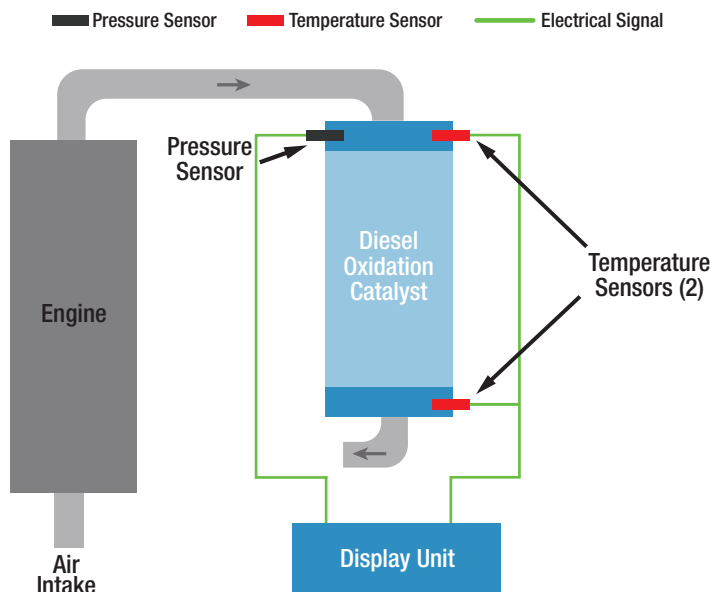 Pressure Sensor
Temperature Sensor
Electrical Signal
Pressure
Sensor
Diesel
Oxidation
Catalyst
Temperature
Sensors (2)
Engine
Display Unit
Air
Intake